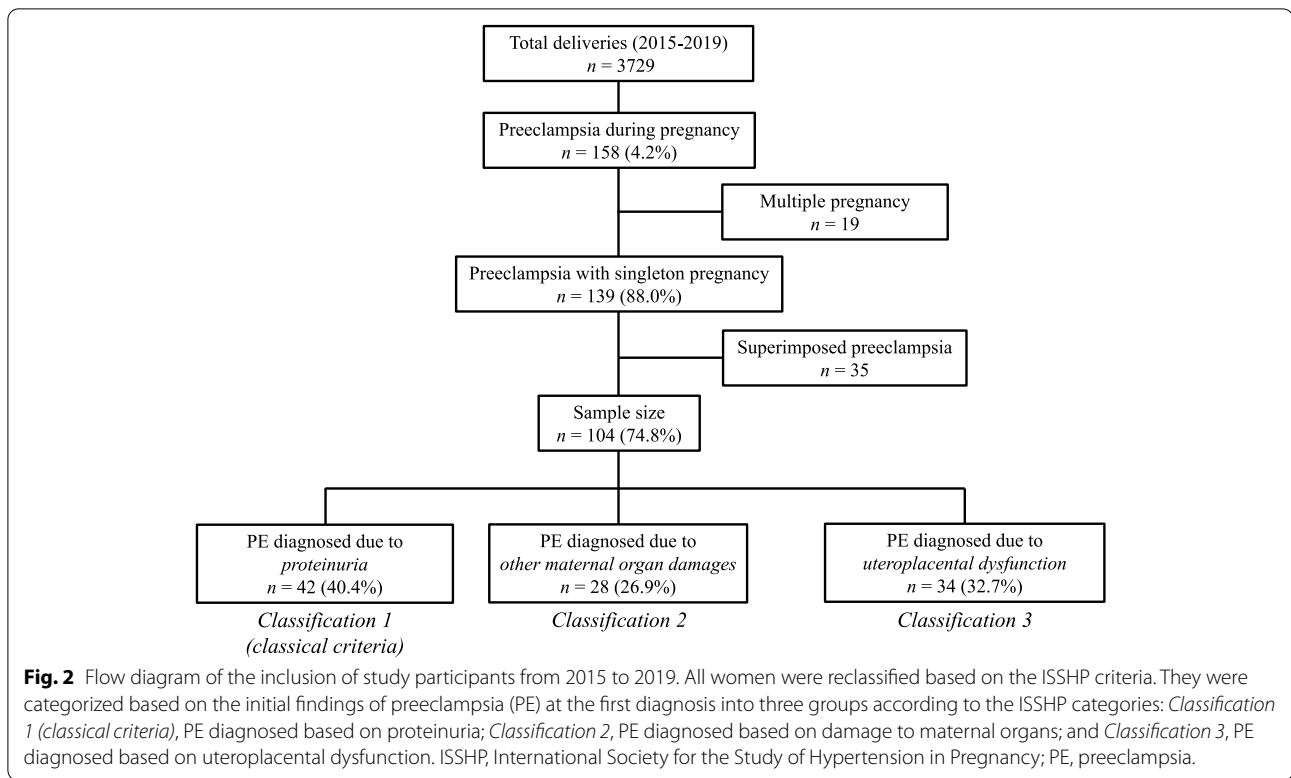 Total deliveries (2015-2019)
n = 3729
Preeclampsia during pregnancy
n = 158 (4.2%)
Multiple pregnancy
n = 19
Preeclampsia with singleton pregnancy
n = 139 (88.0%)
Superimposed preeclampsia
n = 35
Sample size
n = 104 (74.8%)
PE diagnosed due to
proteinuria
n = 42 (40.4%)
Classification 1
(classical criteria)
PE diagnosed due to
other maternal organ damages
n = 28 (26.9%)
Classification 2
PE diagnosed due to
uteroplacental dysfunction
n = 34 (32.7%)
Classification 3
Fig. 2 Flow diagram of the inclusion of study participants from 2015 to 2019. All women were reclassified based on the ISSHP criteria. They were
categorized based on the initial findings of preeclampsia (PE) at the first diagnosis into three groups according to the ISSHP categories: Classification
1 (classical criteria), PE diagnosed based on proteinuria; Classification 2, PE diagnosed based on damage to maternal organs; and Classification 3, PE
diagnosed based on uteroplacental dysfunction. ISSHP, International Society for the Study of Hypertension in Pregnancy; PE, preeclampsia.